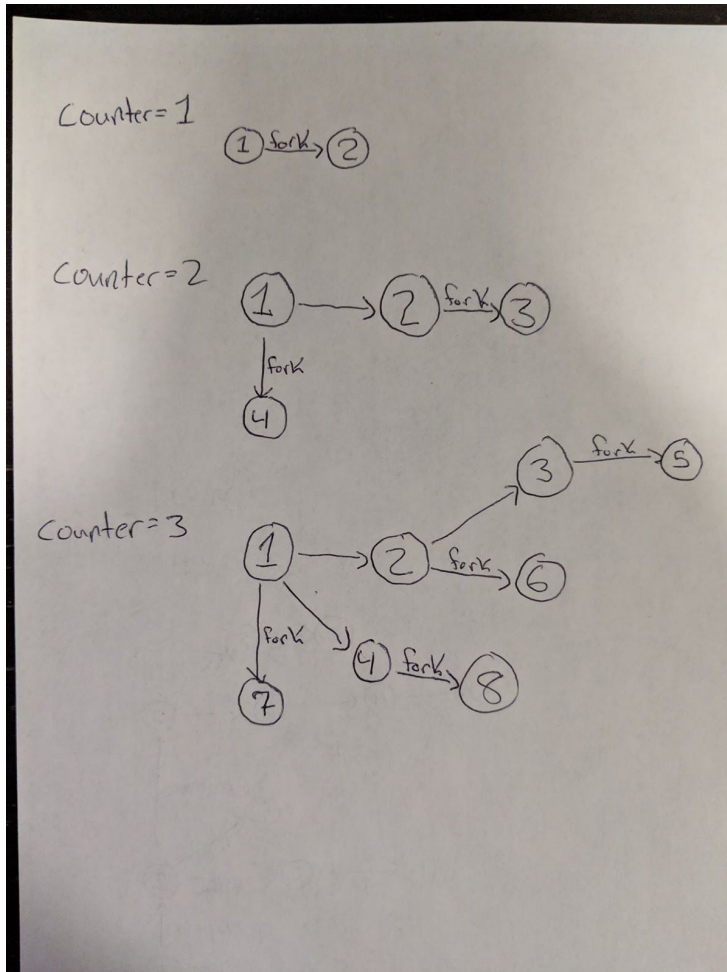 Counter=1
1 fork 2
Counter=2
1 2 fork 3
fork
4
3 fork 5
Counter=3
1 2 fork 6
fork 4 fork 8
7